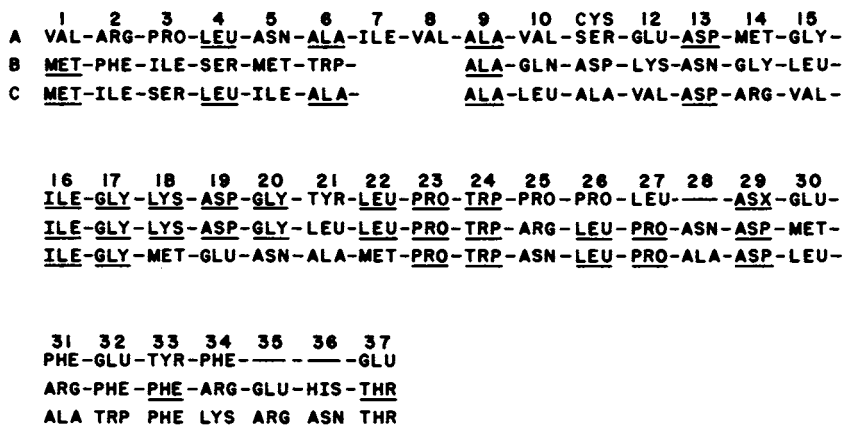 1 2 3 4 5 6 7 8 9 10 CYS 12 13 14 15
A VAL-ARG-PRO-LEU-ASN-ALA-ILE-VAL-ALA-VAL-SER-GLU-ASP-MET-GLY-
B MET-PHE-ILE-SER-MET-TRP- ALA-GLN-ASP-LYS-ASN-GLY-LEU-
C MET-ILE-SER-LEU-ILE-ALA- ALA-LEU-ALA-VAL-ASP-ARG-VAL-
16 17 18 19 20 21 22 23 24 25 26 27 28 29 30
ILE-GLY-LYS-ASP-GLY-TYR-LEU-PRO-TRP-PRO-PRO-LEU-—-ASX-GLU-
ILE-GLY-LYS-ASP-GLY-LEU-LEU-PRO-TRP-ARG-LEU-PRO-ASN-ASP-MET-
ILE-GLY-MET-GLU-ASN-ALA-MET-PRO-TRP-ASN-LEU-PRO-ALA-ASP-LEU-
31 32 33 34 35 36 37
PHE-GLU-TYR-PHE-—-—-GLU
ARG-PHE-PHE-ARG-GLU-HIS-THR
ALA TRP PHE LYS ARG ASN THR